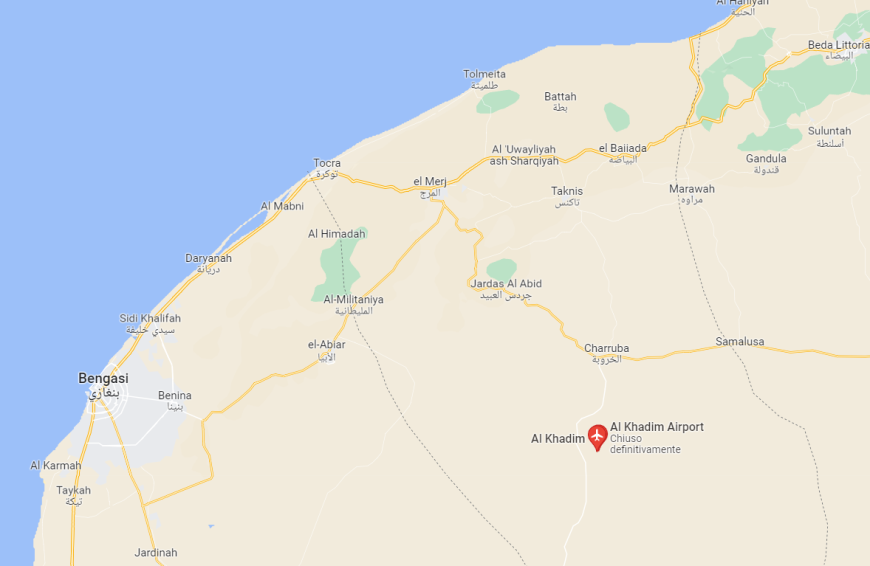 Al Haniyah
الحنية
Beda Littoria
البيضاء
Tolmeita
طلميثة
Battah
بطة
Suluntah
أسلنطة
Al 'Uwayliyah
ash Sharqiyah
el Baiiada
البياضة
Gandula
قندولة
Tocra
توكرة
el Merj
المرج
Taknis
تاكنس
Marawah
مراوه
Al Mabni
Al Himadah
Daryanah
دريانة
Jardas Al Abid
جردس العبيد
Al-Militaniya
المليطانية
Sidi Khalifah
سيدي خليفه
el-Abiar
الأبيا
Charruba
الخروبة
Samalusa
Bengasi
بنغازي
Benina
بنينا
Al Khadim
Al Khadim Airport
Chiuso
definitivamente
Al Karmah
Taykah
تيكة
Jardinah